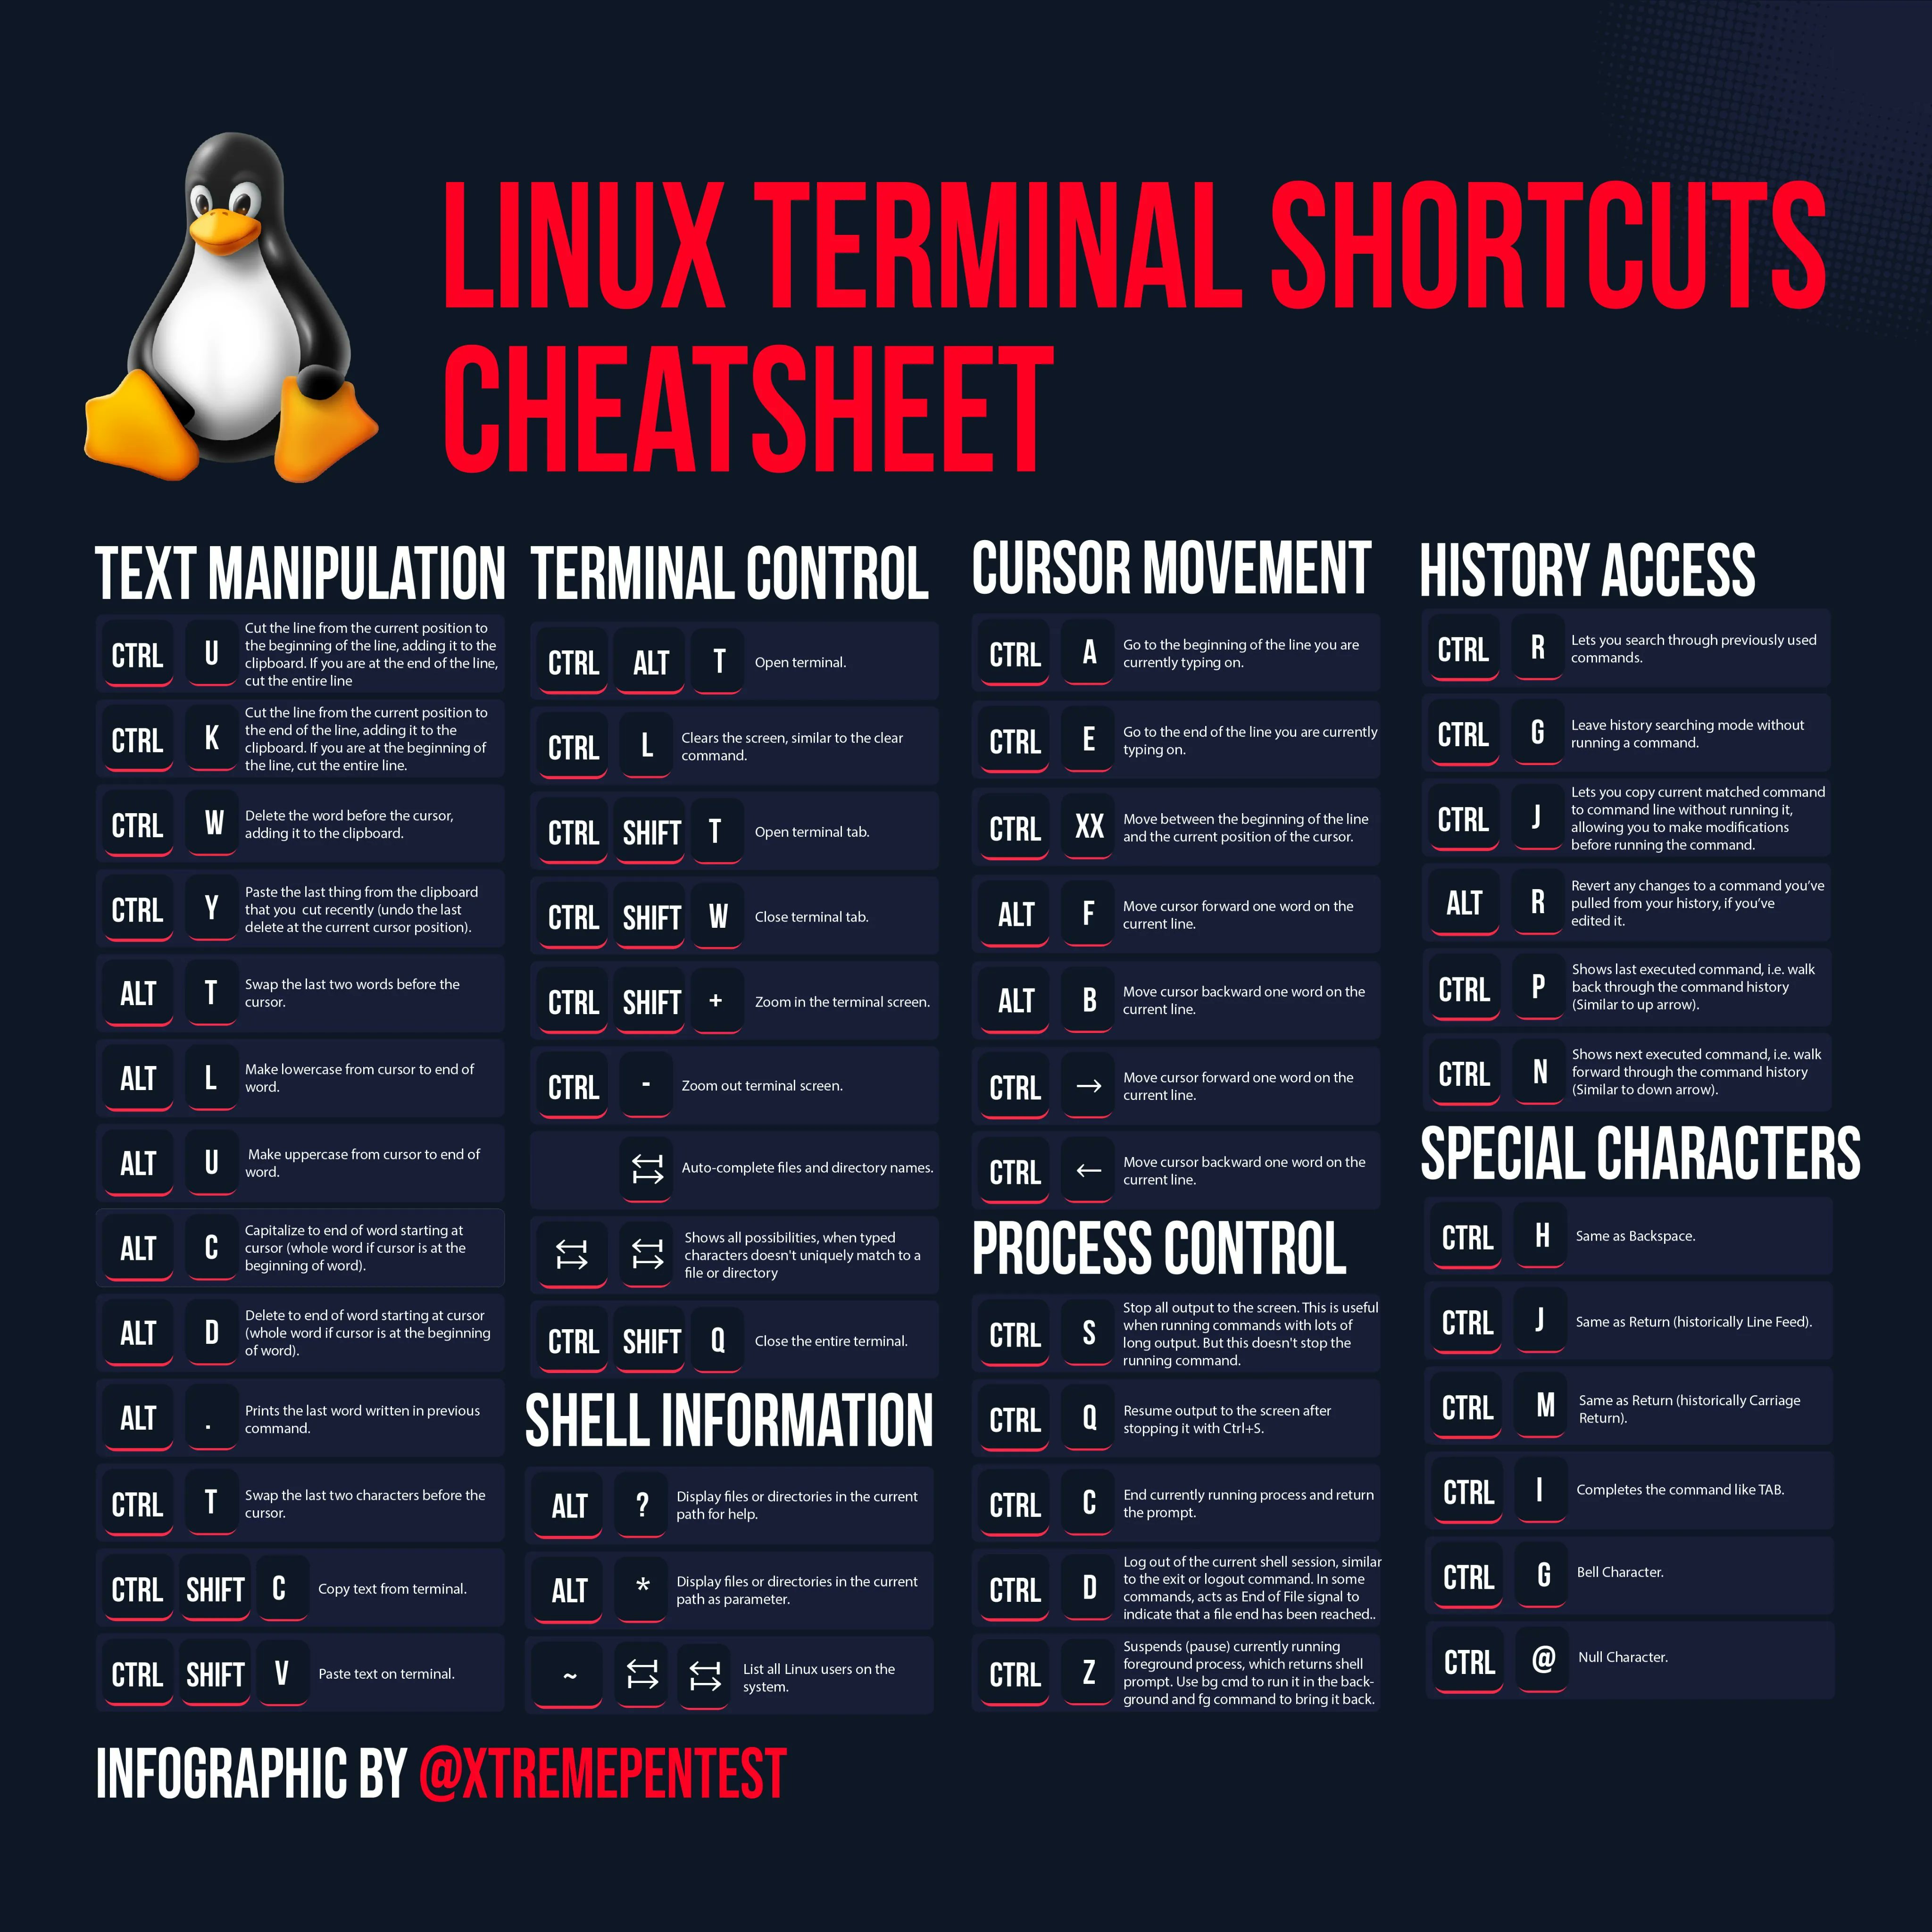 LINUX TERMINAL SHORTCUTS
CHEATSHEET
TEXT MANIPULATION
CTRL U
Cut the line from the current position to
the beginning of the line, adding it to the
clipboard. If you are at the end of the line,
cut the entire line
CTRL K
Cut the line from the current position to
the end of the line, adding it to the
clipboard. If you are at the beginning of
the line, cut the entire line.
CTRL W
Delete the word before the cursor,
adding it to the clipboard.
CTRL Y
Paste the last thing from the clipboard
that you cut recently (undo the last
delete at the current cursor position).
ALT T
Swap the last two words before the
cursor.
ALT L
Make lowercase from cursor to end of
word.
ALT U
Make uppercase from cursor to end of
word.
ALT C
Capitalize to end of word starting at
cursor (whole word if cursor is at the
beginning of word).
ALT D
Delete to end of word starting at cursor
(whole word if cursor is at the beginning
of word).
ALT .
Prints the last word written in previous
command.
CTRL T
Swap the last two characters before the
cursor.
CTRL SHIFT C
Copy text from terminal.
CTRL SHIFT V
Paste text on terminal.
TERMINAL CONTROL
CTRL ALT T
Open terminal.
CTRL L
Clears the screen, similar to the clear
command.
CTRL SHIFT T
Open terminal tab.
CTRL SHIFT W
Close terminal tab.
CTRL SHIFT +
Zoom in the terminal screen.
CTRL -
Zoom out terminal screen.
Auto-complete files and directory names.
Shows all possibilities, when typed
characters doesn't uniquely match to a
file or directory
CTRL SHIFT Q
Close the entire terminal.
SHELL INFORMATION
ALT ?
Display files or directories in the current
path for help.
ALT *
Display files or directories in the current
path as parameter.
~
List all Linux users on the
system.
CURSOR MOVEMENT
CTRL A
Go to the beginning of the line you are
currently typing on.
CTRL E
Go to the end of the line you are currently
typing on.
CTRL XX
Move between the beginning of the line
and the current position of the cursor.
ALT F
Move cursor forward one word on the
current line.
ALT B
Move cursor backward one word on the
current line.
CTRL →
Move cursor forward one word on the
current line.
CTRL ←
Move cursor backward one word on the
current line.
PROCESS CONTROL
CTRL S
Stop all output to the screen. This is useful
when running commands with lots of
long output. But this doesn't stop the
running command.
CTRL Q
Resume output to the screen after
stopping it with Ctrl+S.
CTRL C
End currently running process and return
the prompt.
CTRL D
Log out of the current shell session, similar
to the exit or logout command. In some
commands, acts as End of File signal to
indicate that a file end has been reached..
CTRL Z
Suspends (pause) currently running
foreground process, which returns shell
prompt. Use bg cmd to run it in the back-
ground and fg command to bring it back.
HISTORY ACCESS
CTRL R
Lets you search through previously used
commands.
CTRL G
Leave history searching mode without
running a command.
CTRL J
Lets you copy current matched command
to command line without running it,
allowing you to make modifications
before running the command.
ALT R
Revert any changes to a command you've
pulled from your history, if you've
edited it.
CTRL P
Shows last executed command, i.e. walk
back through the command history
(Similar to up arrow).
CTRL N
Shows next executed command, i.e. walk
forward through the command history
(Similar to down arrow).
SPECIAL CHARACTERS
CTRL H
Same as Backspace.
CTRL J
Same as Return (historically Line Feed).
CTRL M
Same as Return (historically Carriage
Return).
CTRL I
Completes the command like TAB.
CTRL G
Bell Character.
CTRL @
Null Character.
INFOGRAPHIC BY @XTREMEPENTEST